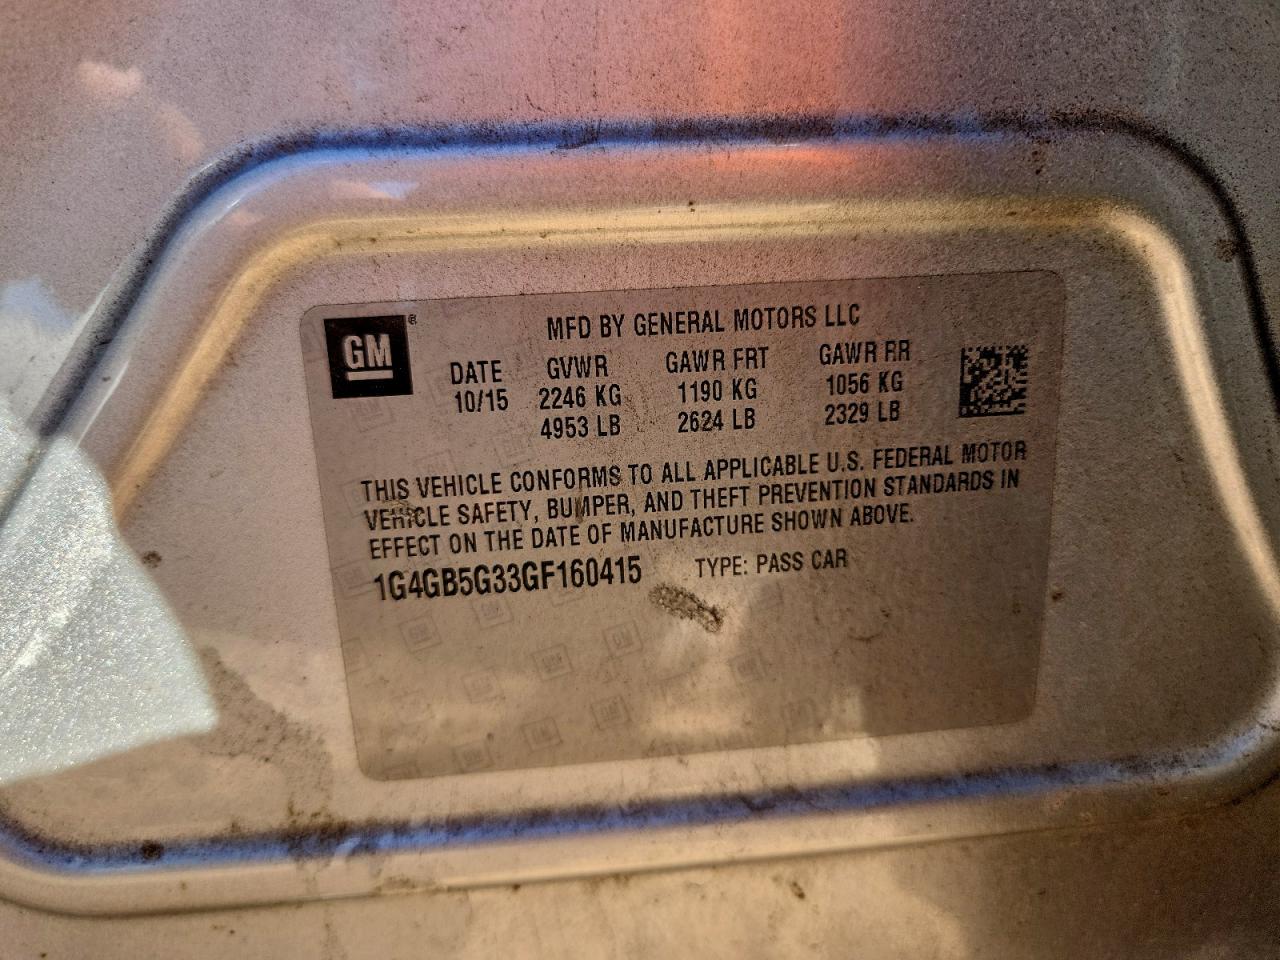 GM®
MFD BY GENERAL MOTORS LLC
DATE GVWR GAWR FRT GAWR RR
10/15 2246 KG 1190 KG 1056 KG
4953 LB 2624 LB 2329 LB
THIS VEHICLE CONFORMS TO ALL APPLICABLE U.S. FEDERAL MOTOR
VEHICLE SAFETY, BUMPER, AND THEFT PREVENTION STANDARDS IN
EFFECT ON THE DATE OF MANUFACTURE SHOWN ABOVE.
1G4GB5G33GF160415 TYPE: PASS CAR